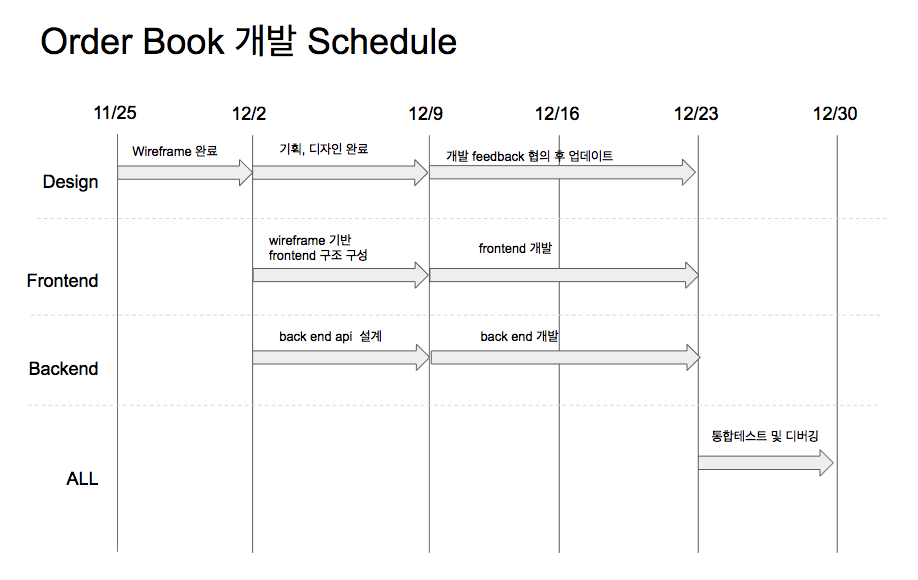 Order Book 개발 Schedule
11/25
12/2
12/9
12/16
12/23
12/30
Design
Wireframe 완료
기획, 디자인 완료
개발 feedback 협의 후 업데이트
Frontend
wireframe 기반
frontend 구조 구성
frontend 개발
Backend
back end api 설계
back end 개발
ALL
통합테스트 및 디버깅